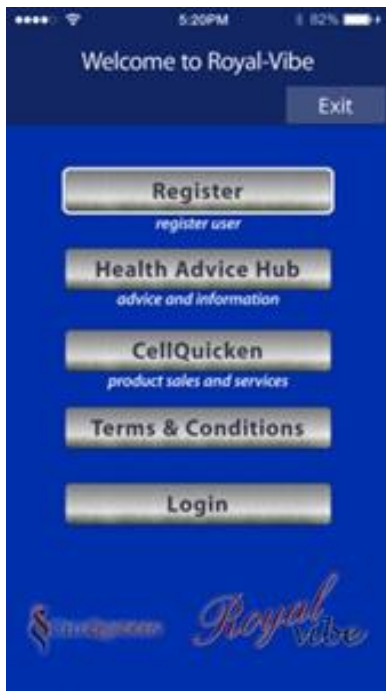 5:20PM
82%
Welcome to Royal-Vibe
Exit
Register
register user
Health Advice Hub
advice and information
CellQuicken
product sales and services
Terms & Conditions
Login
Royal
vibe